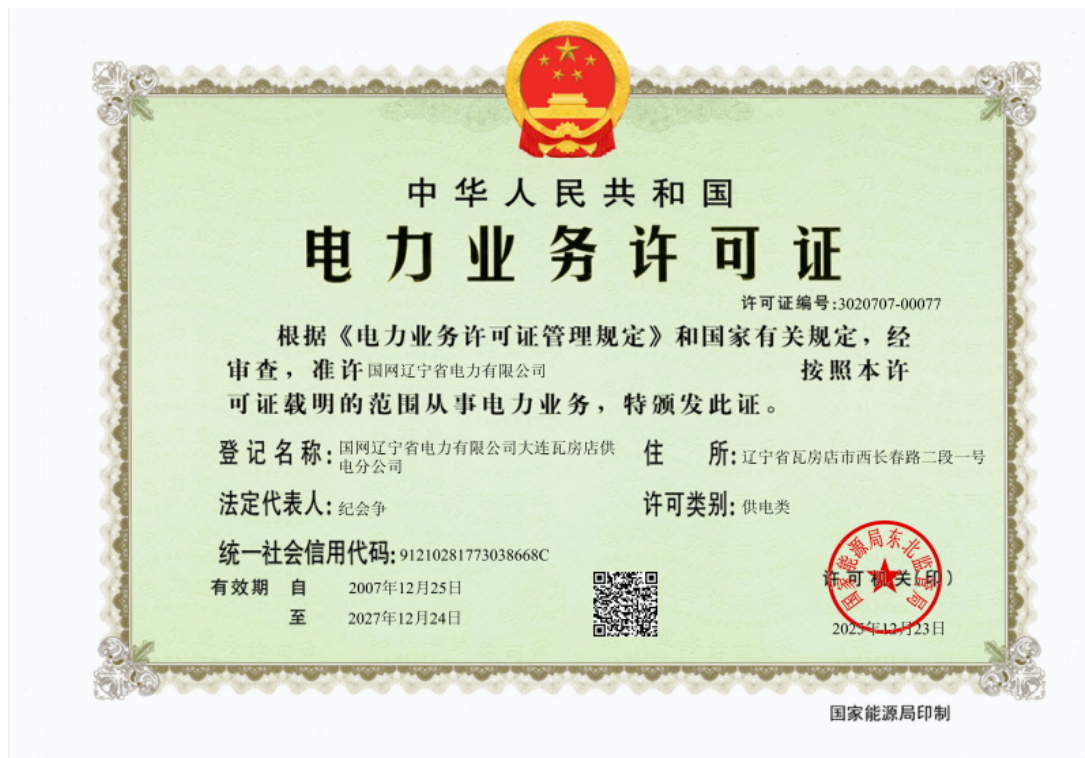 中华人民共和国
电力业务许可证
许可证编号:3020707-00077
根据《电力业务许可证管理规定》和国家有关规定，经
审查，准许国网辽宁省电力有限公司 按照本许
可证载明的范围从事电力业务，特颁发此证。
登记名称:国网辽宁省电力有限公司大连瓦房店供
电分公司
住 所:辽宁省瓦房店市西长春路二段一号
法定代表人:纪会争
许可类别:供电类
统一社会信用代码:91210281773038668C
有效期 自 2007年12月25日
至 2027年12月24日
国家能源局东北监管局
许可机关(印)
2025年12月23日
国家能源局印制